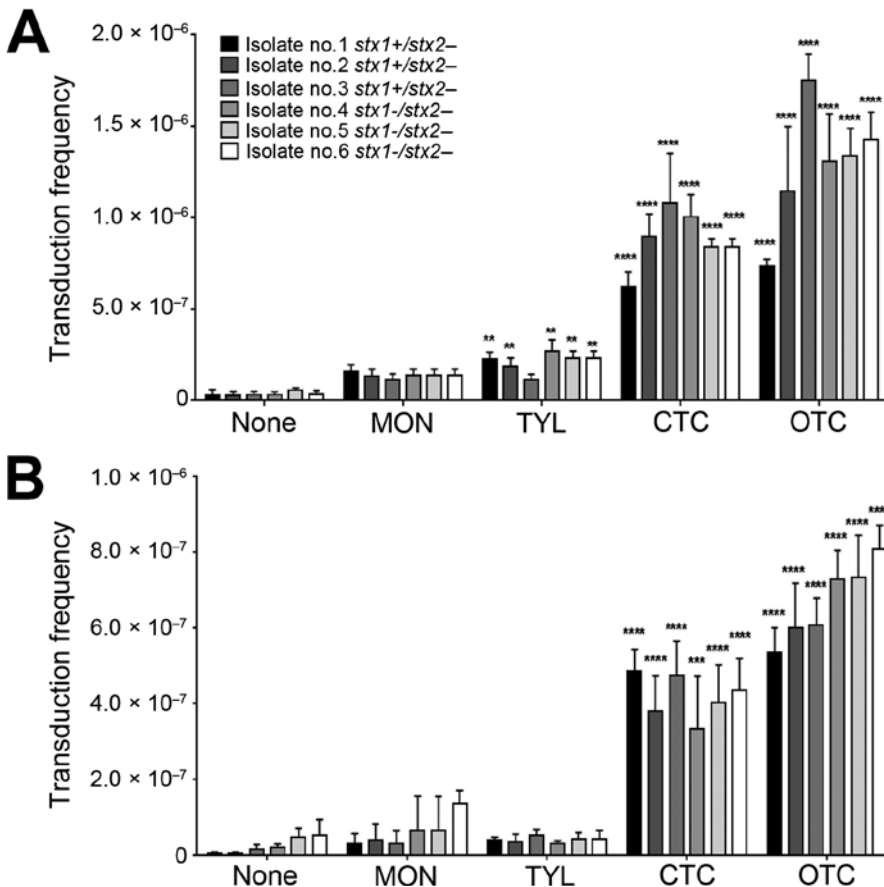 A
Transduction frequency
2.0 × 10⁻⁶
1.5 × 10⁻⁶
1.0 × 10⁻⁶
5.0 × 10⁻⁷
0
Isolate no.1 stx1+/stx2–
Isolate no.2 stx1+/stx2–
Isolate no.3 stx1+/stx2–
Isolate no.4 stx1-/stx2–
Isolate no.5 stx1-/stx2–
Isolate no.6 stx1-/stx2–
** ** ** ** ** **** **** **** **** **** **** **** **** **** **** **** ****
None MON TYL CTC OTC
B
Transduction frequency
1.0 × 10⁻⁶
8.0 × 10⁻⁷
6.0 × 10⁻⁷
4.0 × 10⁻⁷
2.0 × 10⁻⁷
0
**** **** **** *** **** **** **** **** **** **** **** ***
None MON TYL CTC OTC